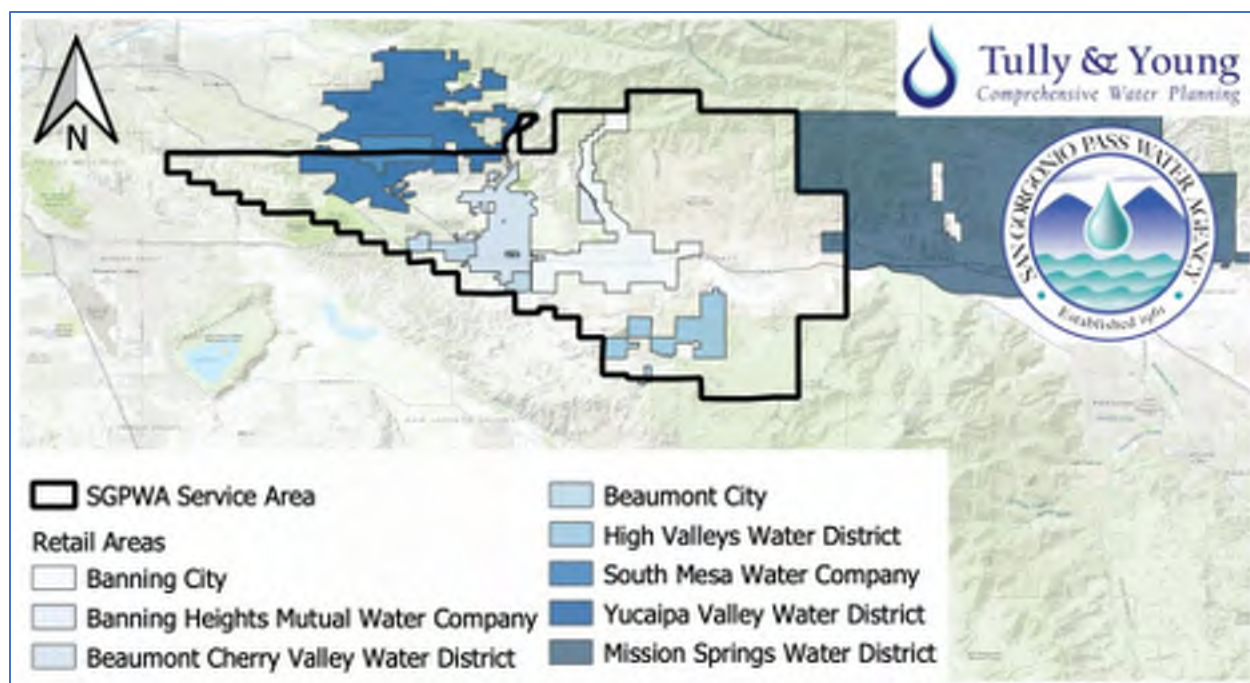 N
Tully & Young
Comprehensive Water Planning
SAN GORGONIO PASS WATER AGENCY
Established 1961
SGPWA Service Area
Retail Areas
Banning City
Banning Heights Mutual Water Company
Beaumont Cherry Valley Water District
Beaumont City
High Valleys Water District
South Mesa Water Company
Yucaipa Valley Water District
Mission Springs Water District